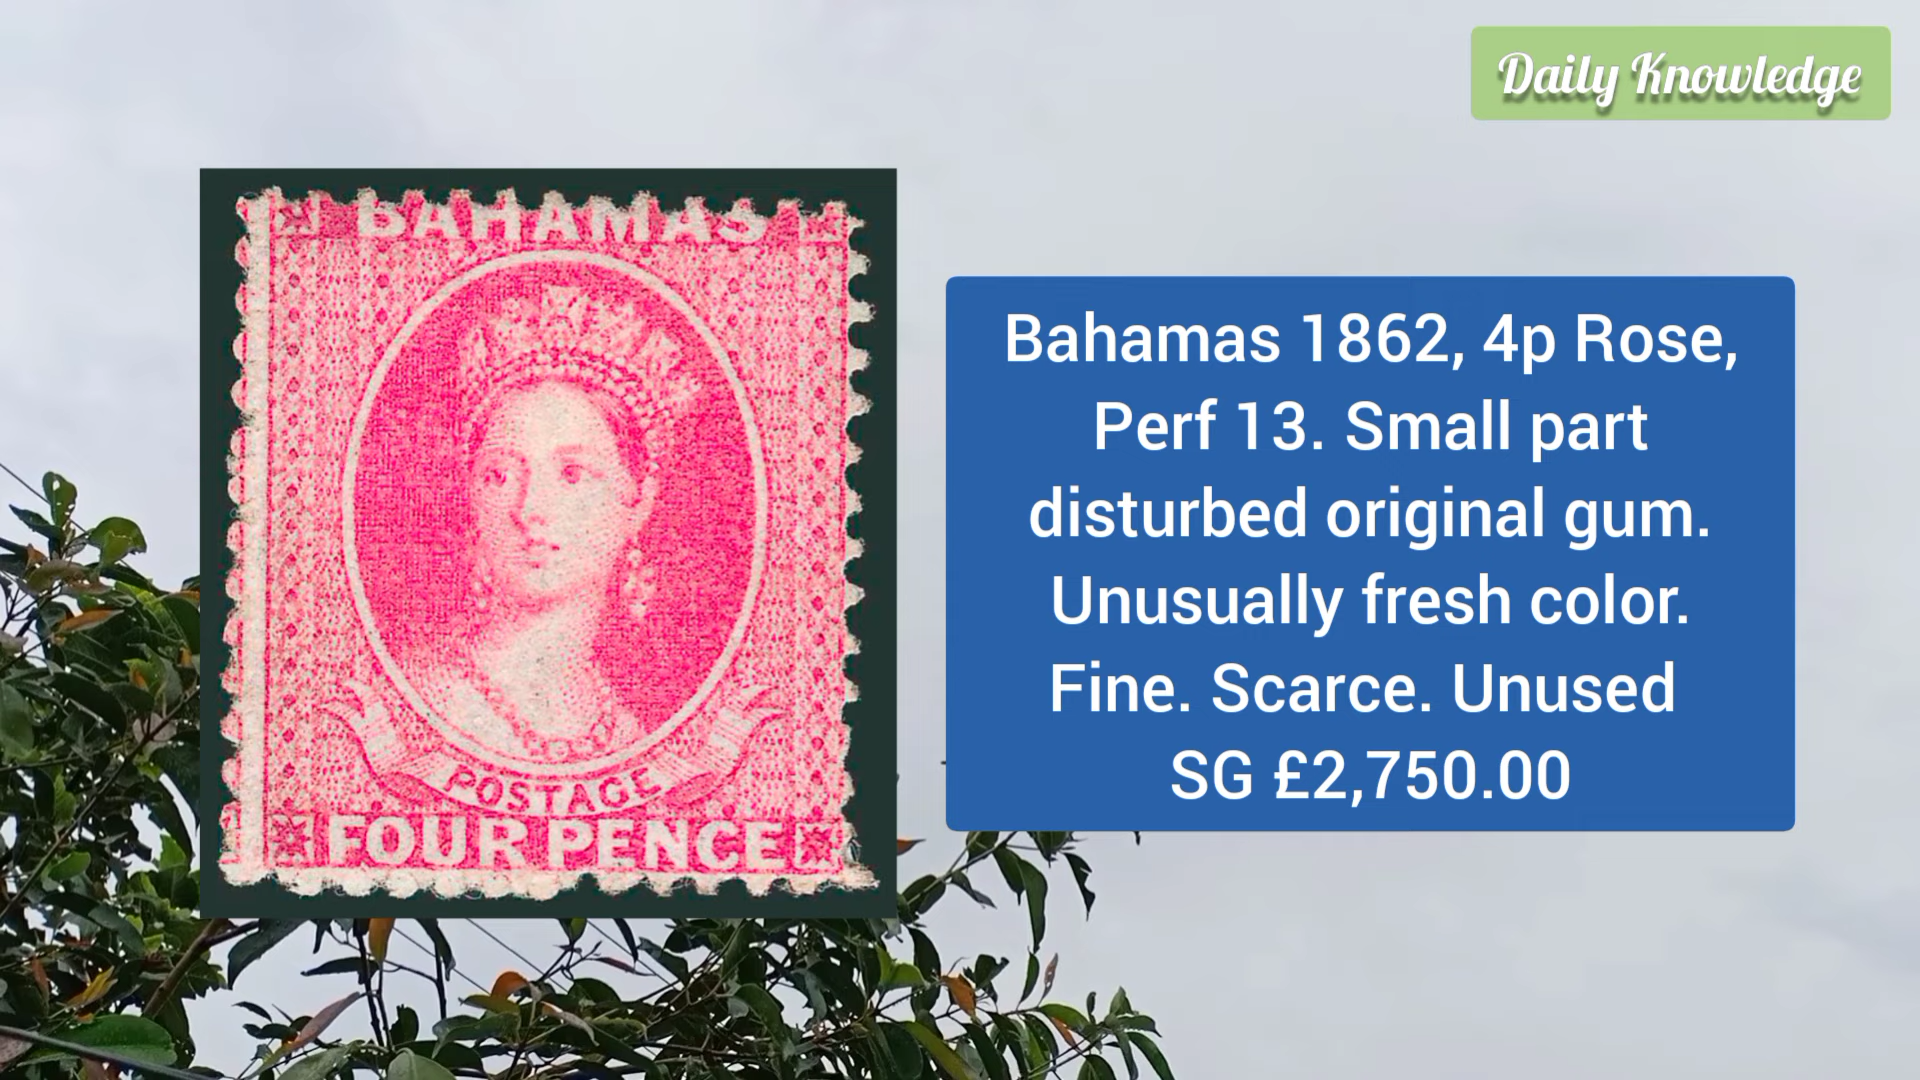 Daily Knowledge
BAHAMAS
POSTAGE
FOUR PENCE
Bahamas 1862, 4p Rose,
Perf 13. Small part
disturbed original gum.
Unusually fresh color.
Fine. Scarce. Unused
SG £2,750.00